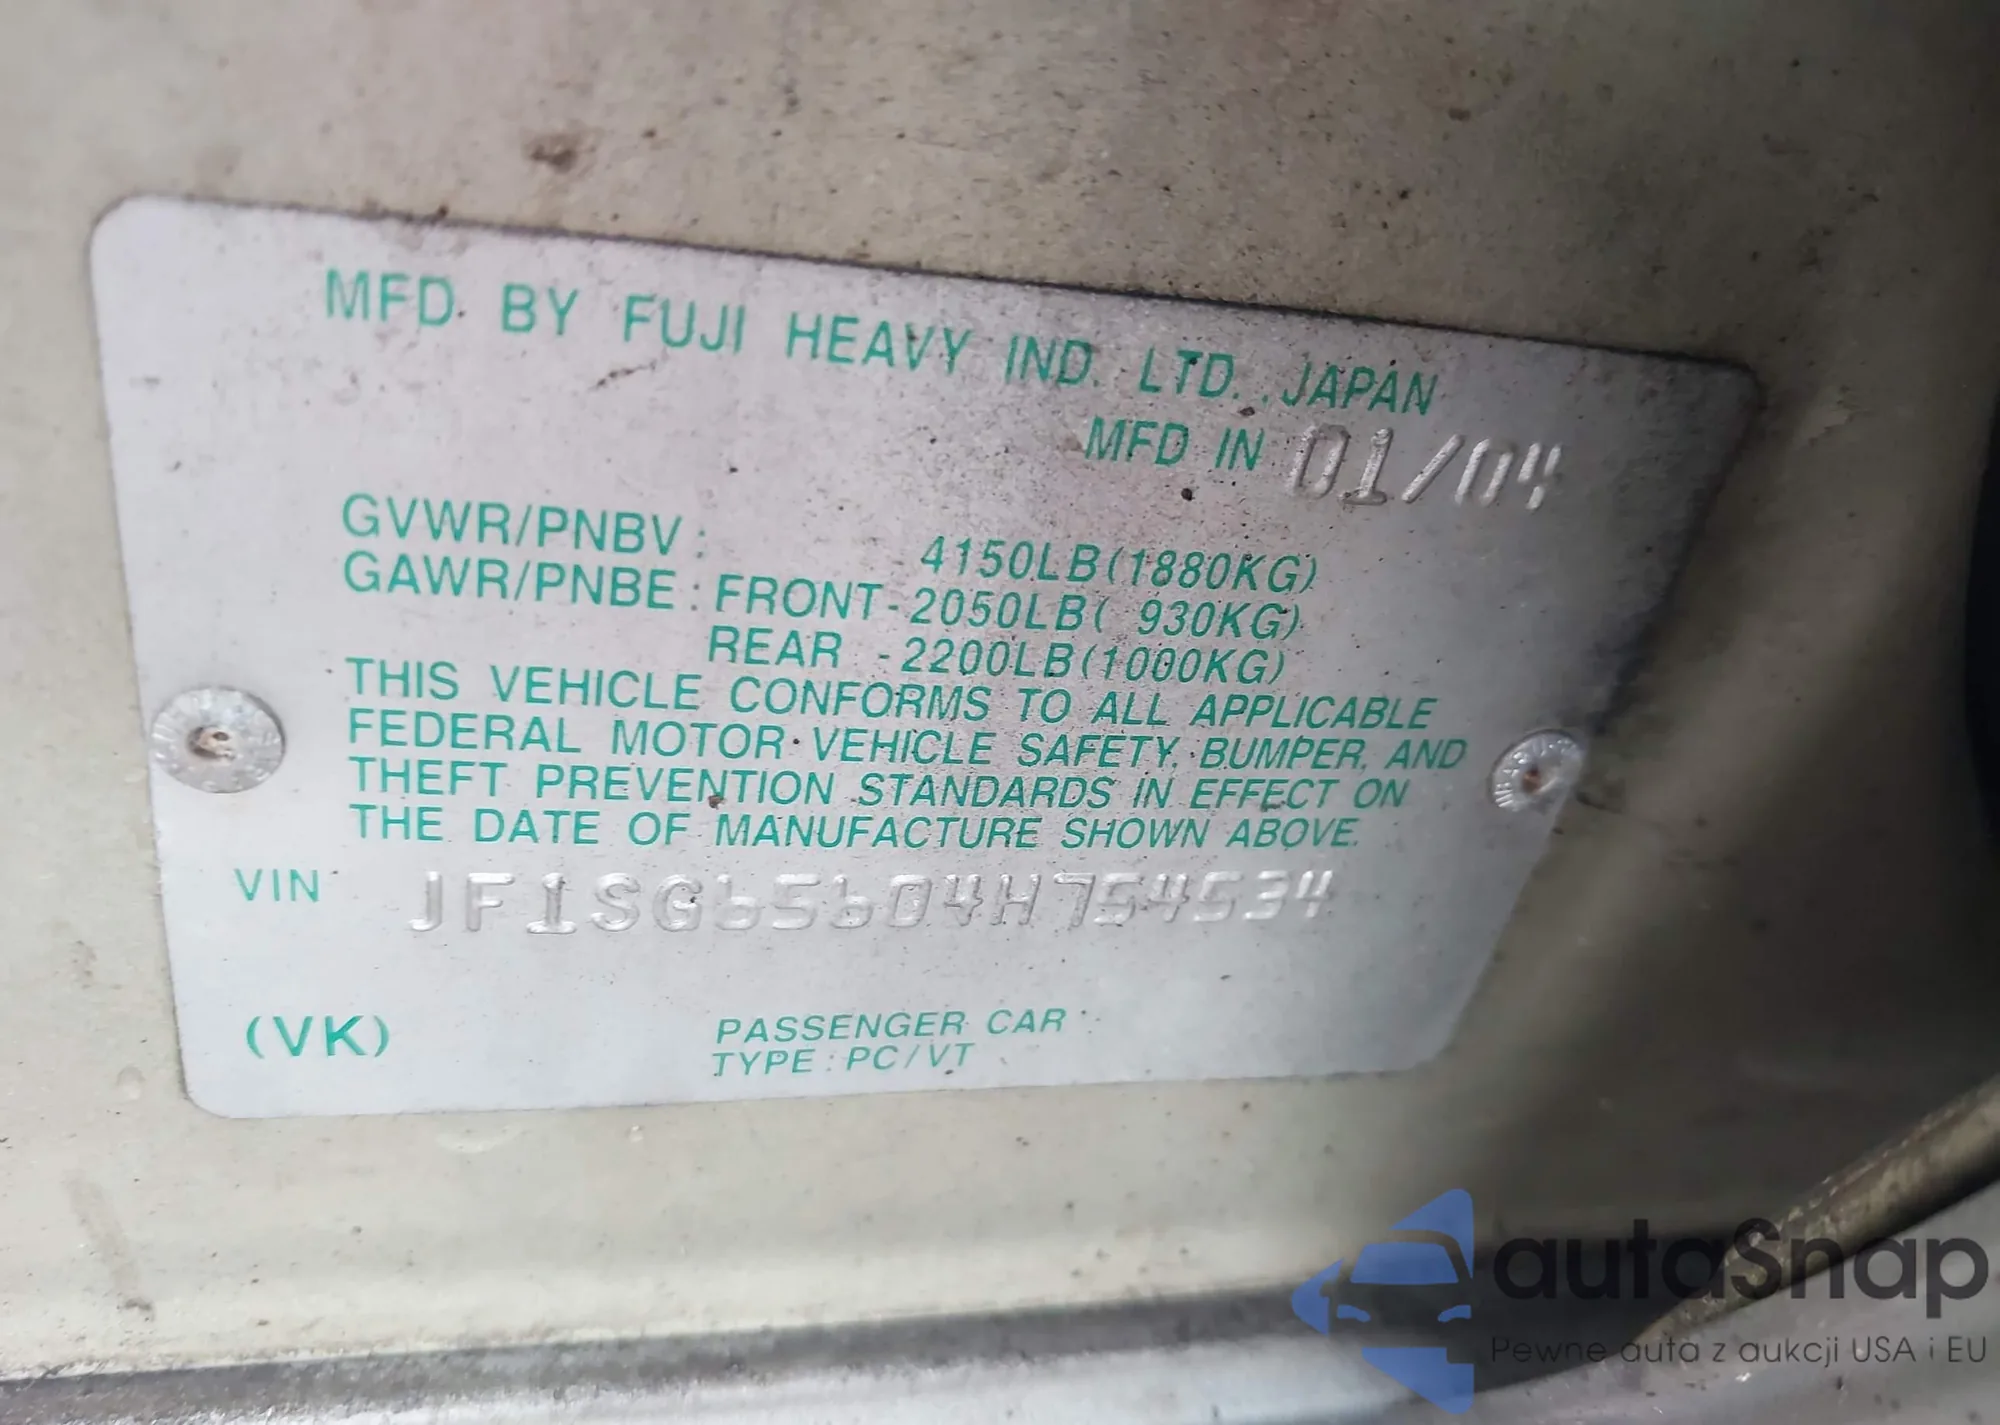 MFD. BY FUJI HEAVY IND. LTD., JAPAN
MFD IN 01/04
GVWR/PNBV: 4150LB(1880KG)
GAWR/PNBE: FRONT-2050LB( 930KG)
REAR -2200LB(1000KG)
THIS VEHICLE CONFORMS TO ALL APPLICABLE
FEDERAL MOTOR VEHICLE SAFETY, BUMPER, AND
THEFT PREVENTION STANDARDS IN EFFECT ON
THE DATE OF MANUFACTURE SHOWN ABOVE.
VIN JF1SG65604H754534
(VK)
PASSENGER CAR
TYPE: PC/VT
autaSnap
Pewne auta z aukcji USA i EU